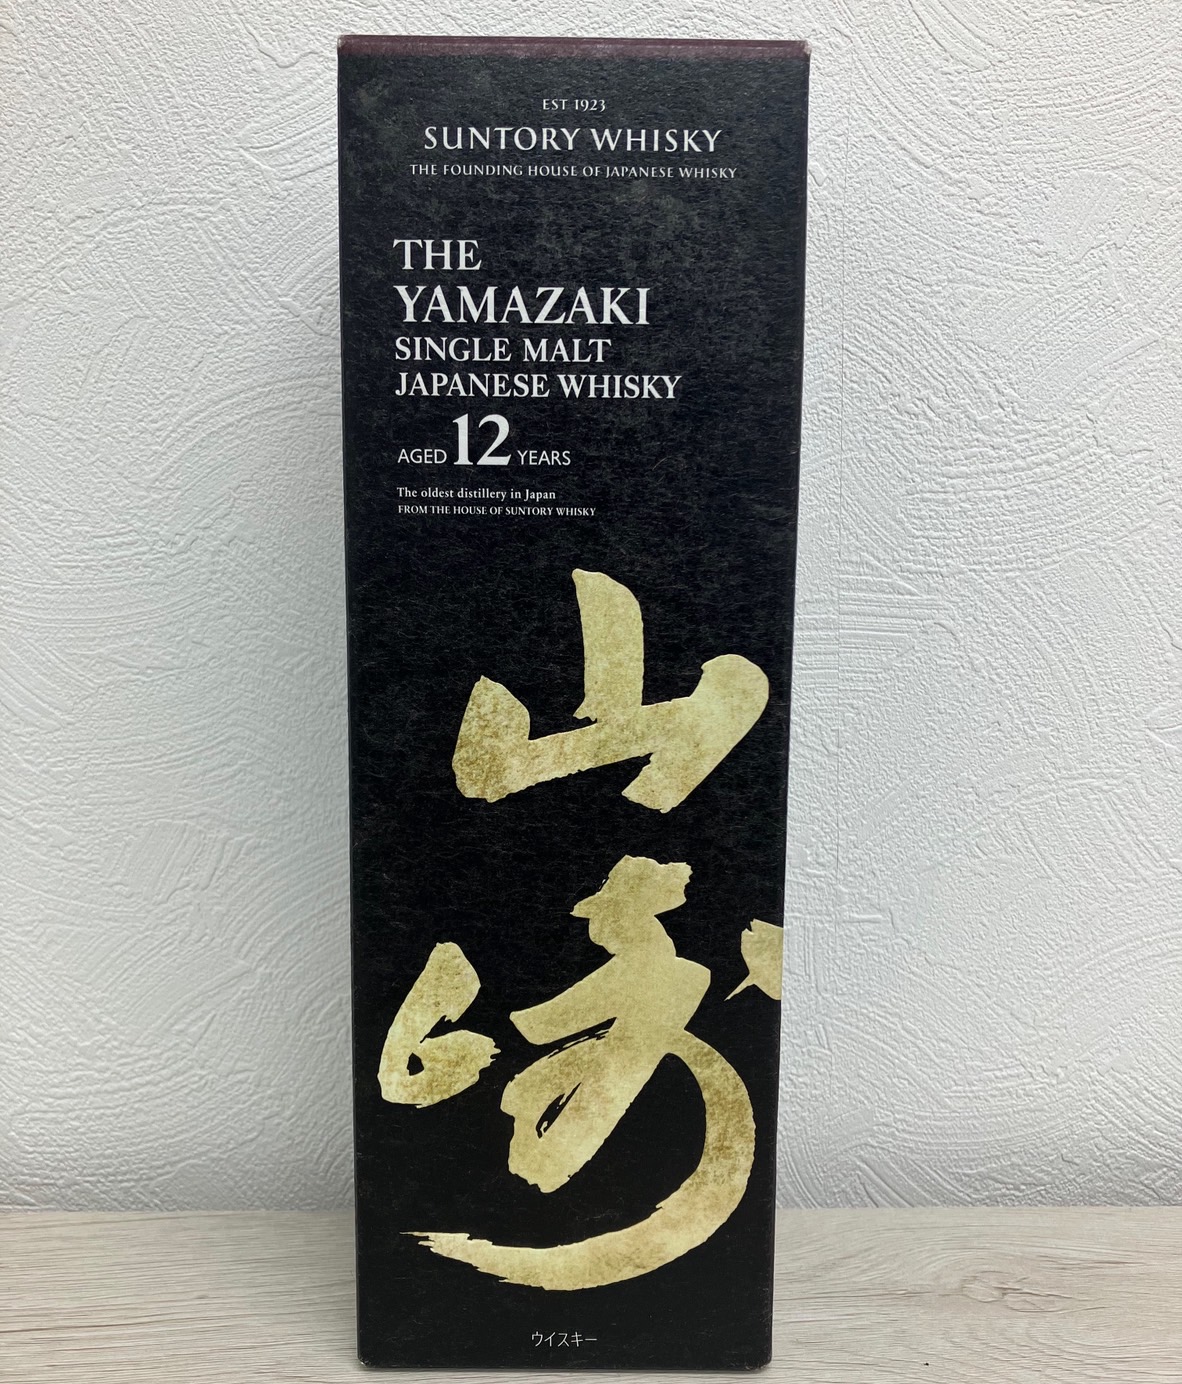 EST 1923
SUNTORY WHISKY
THE FOUNDING HOUSE OF JAPANESE WHISKY
THE
YAMAZAKI
SINGLE MALT
JAPANESE WHISKY
AGED 12 YEARS
The oldest distillery in Japan
FROM THE HOUSE OF SUNTORY WHISKY
山
崎
ウイスキー